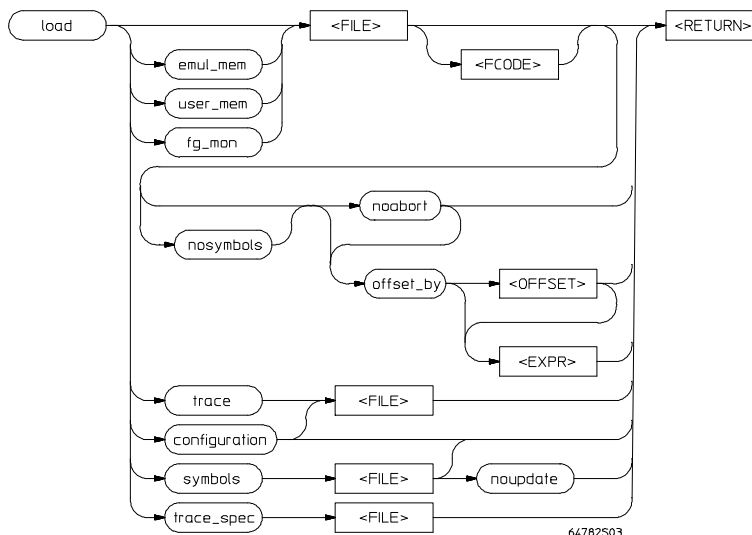 load
<FILE>
<RETURN>
emul_mem
<FCODE>
user_mem
fg_mon
noabort
nosymbols
offset_by
<OFFSET>
<EXPR>
trace
<FILE>
configuration
symbols
<FILE>
noupdate
trace_spec
<FILE>
64782S03